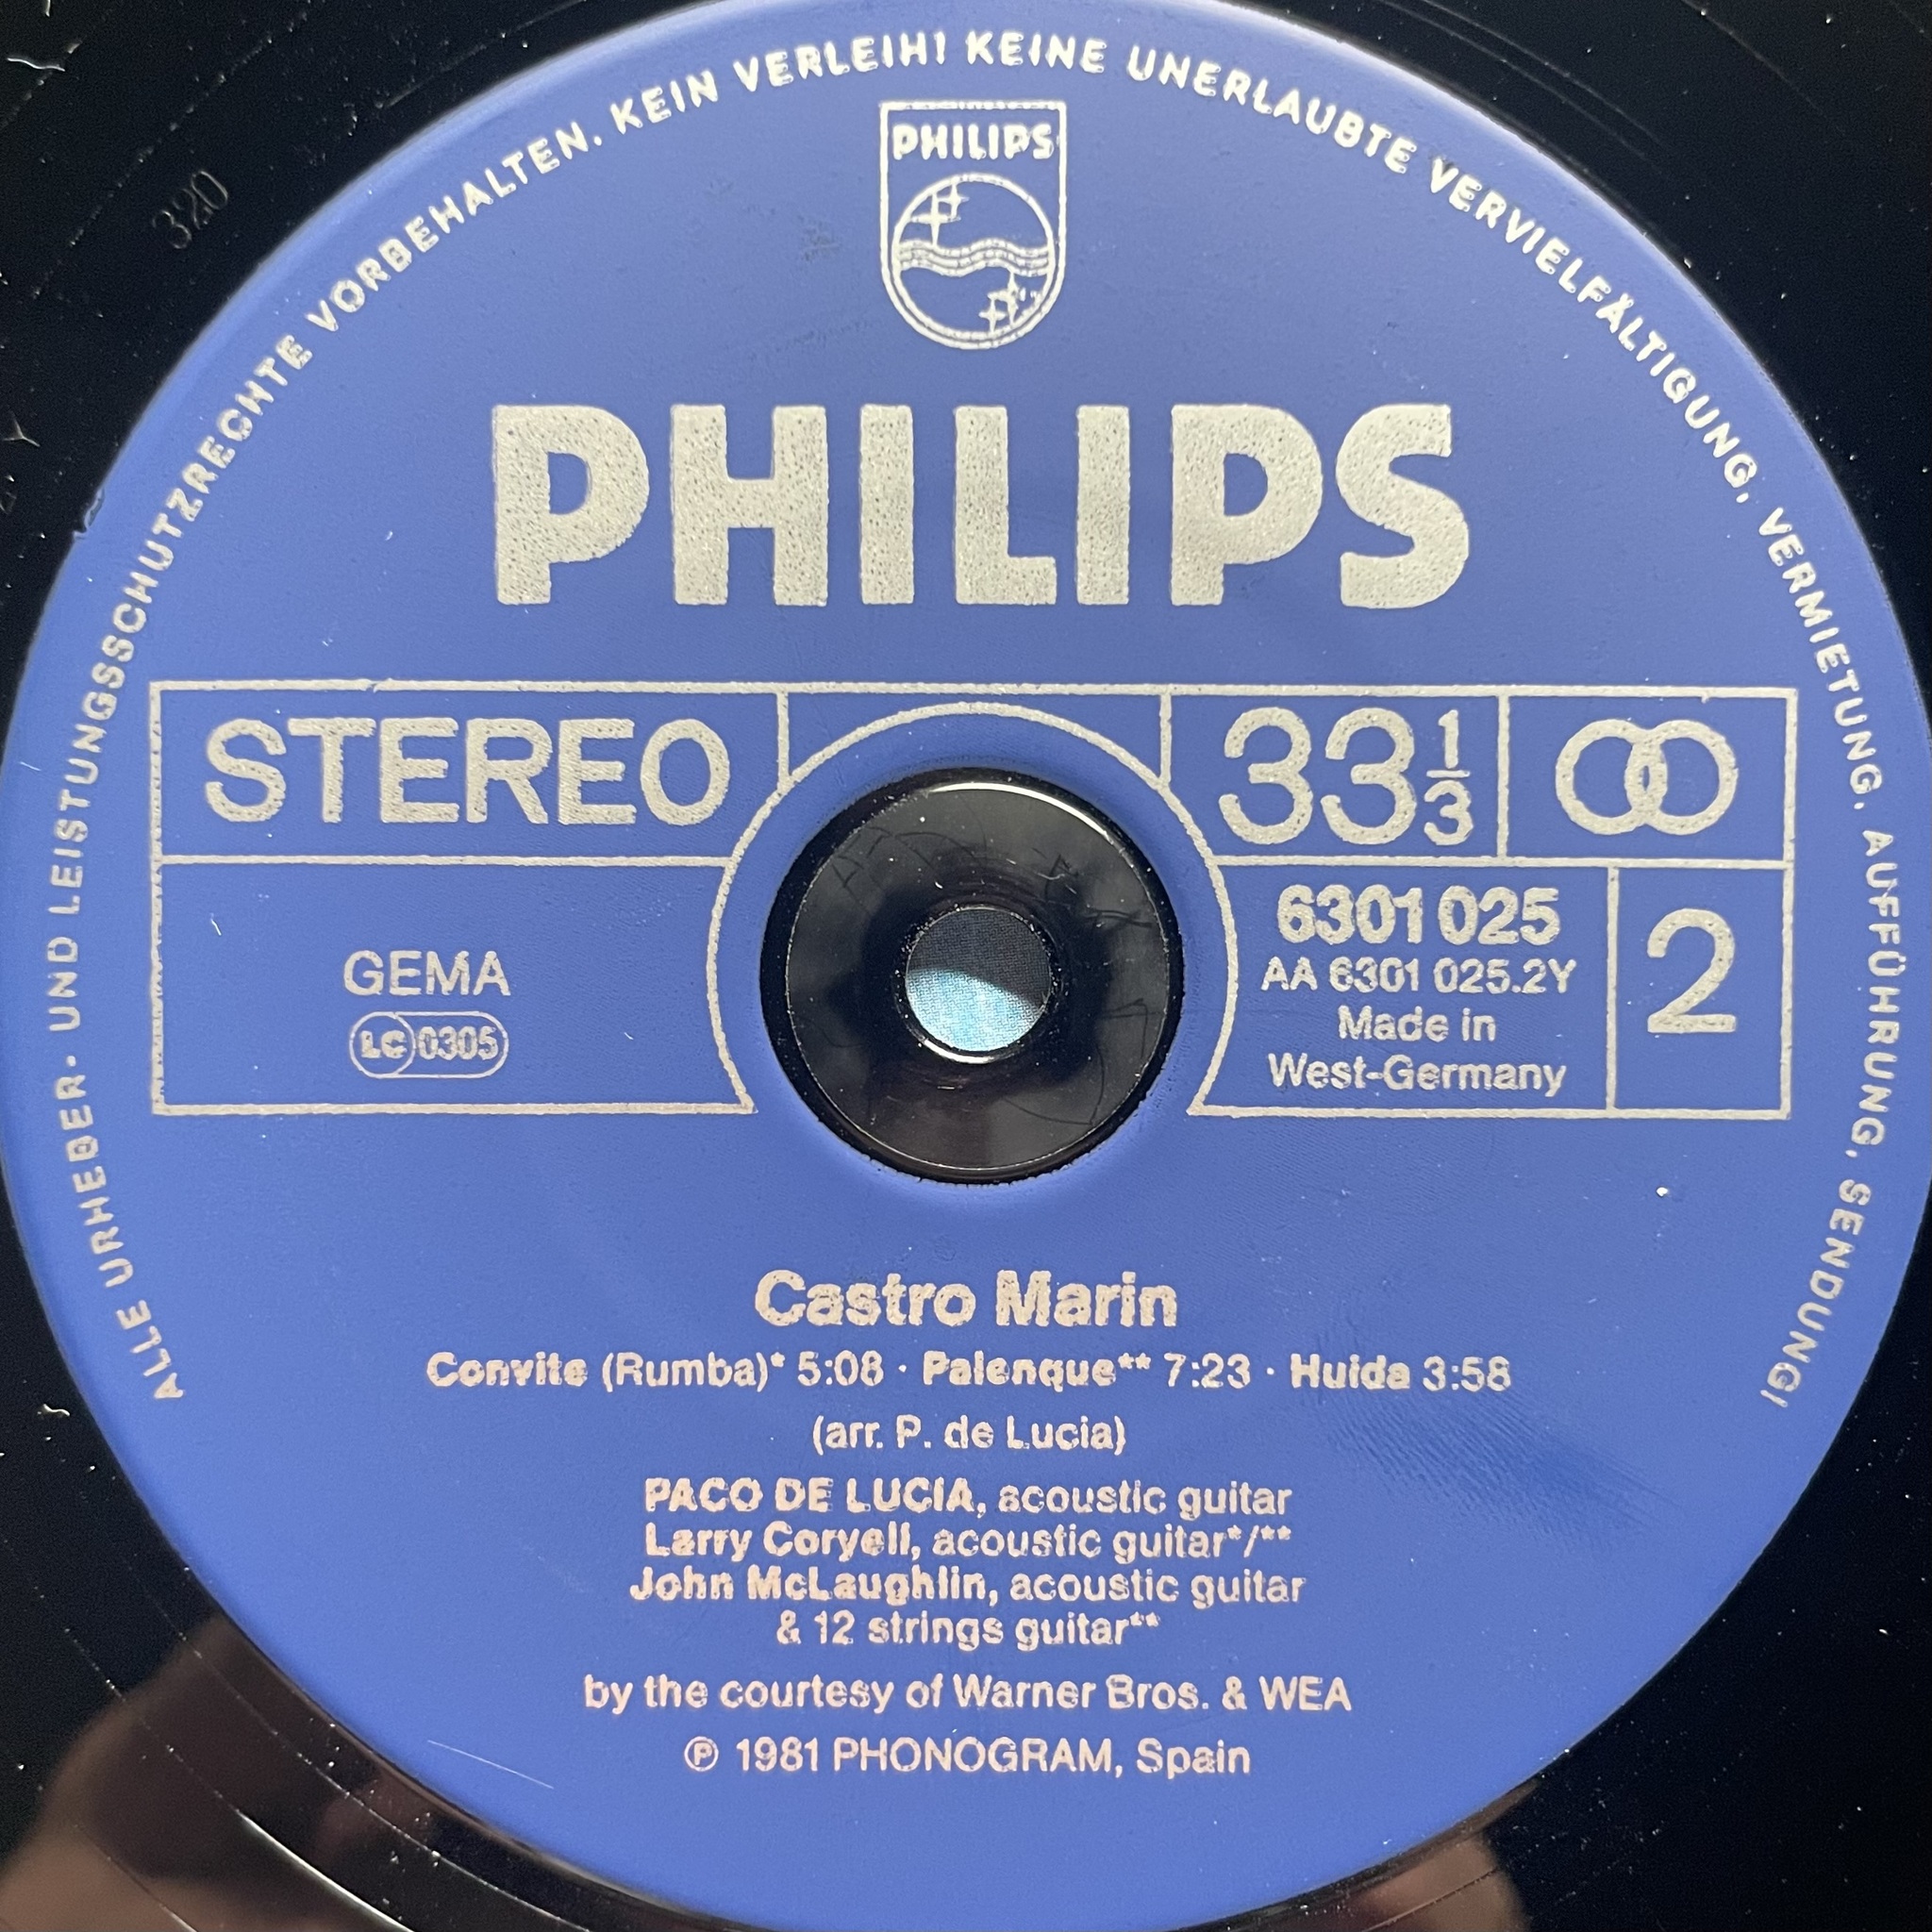 ALLE URHEBER- UND LEISTUNGSSCHUTZRECHTE VORBEHALTEN. KEIN VERLEIH! KEINE UNERLAUBTE VERVIELFÄLTIGUNG, VERMIETUNG, AUFFÜHRUNG, SENDUNG!
320
PHILIPS
PHILIPS
STEREO
33 1/3
GEMA
LC 0305
6301 025
AA 6301 025.2Y
Made in
West-Germany
2
Castro Marin
Convite (Rumba)* 5:08 · Palenque** 7:23 · Huida 3:58
(arr. P. de Lucia)
PACO DE LUCIA, acoustic guitar
Larry Coryell, acoustic guitar*/**
John McLaughlin, acoustic guitar
& 12 strings guitar**
by the courtesy of Warner Bros. & WEA
℗ 1981 PHONOGRAM, Spain